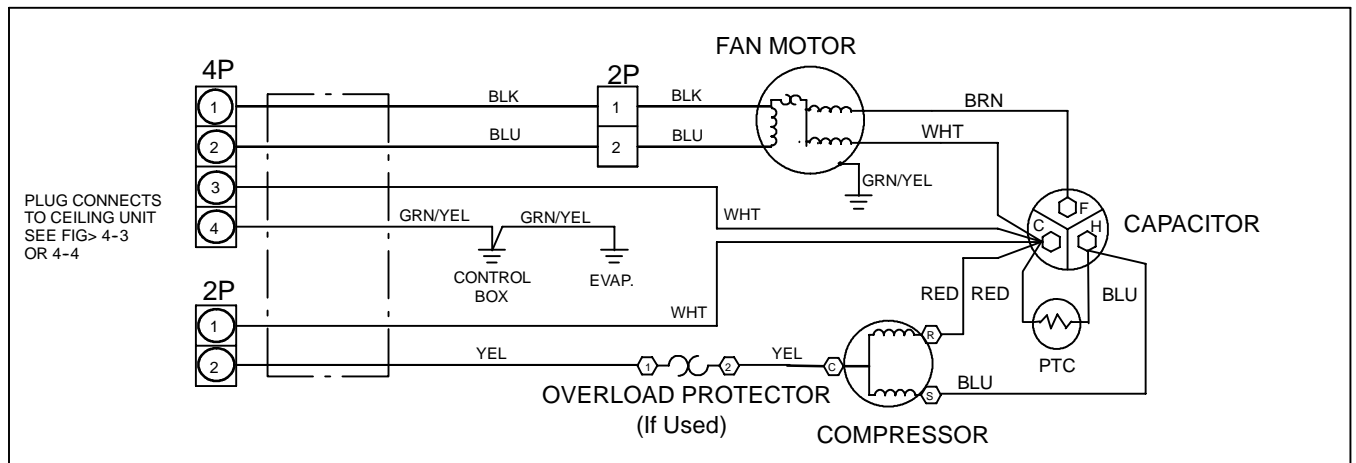 FAN MOTOR
4P
2P
1
BLK
1
BLK
BRN
2
BLU
2
BLU
WHT
3
GRN/YEL
PLUG CONNECTS
TO CEILING UNIT
SEE FIG> 4-3
OR 4-4
4
GRN/YEL
GRN/YEL
WHT
F
C
H
CAPACITOR
CONTROL
BOX
EVAP.
2P
1
WHT
RED
RED
BLU
R
PTC
2
YEL
1
2
YEL
C
S
BLU
OVERLOAD PROTECTOR
(If Used)
COMPRESSOR